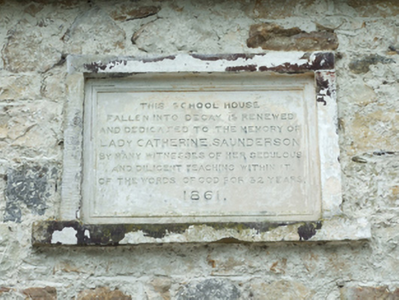 THIS SCHOOL HOUSE
FALLEN INTO DECAY IS RENEWED
AND DEDICATED TO THE MEMORY OF
LADY CATHERINE SAUNDERSON
BY MANY WITNESSES OF HER SEDULOUS
AND DILIGENT TEACHING WITHIN IT
OF THE WORDS OF GOD FOR 32 YEARS
1861.